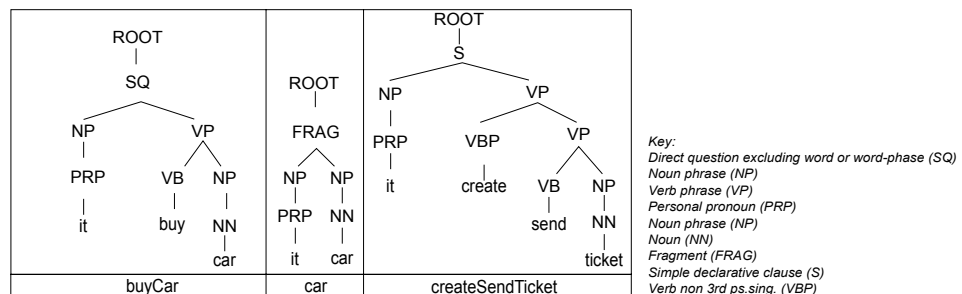 ROOT
SQ
NP VP
PRP VB NP
it buy NN
car
buyCar
ROOT
FRAG
NP NP
PRP NN
it car
car
ROOT
S
NP VP
PRP VBP VP
it create VB NP
send NN
ticket
createSendTicket
Key:
Direct question excluding word or word-phase (SQ)
Noun phrase (NP)
Verb phrase (VP)
Personal pronoun (PRP)
Noun phrase (NP)
Noun (NN)
Fragment (FRAG)
Simple declarative clause (S)
Verb non 3rd ps.sing. (VBP)